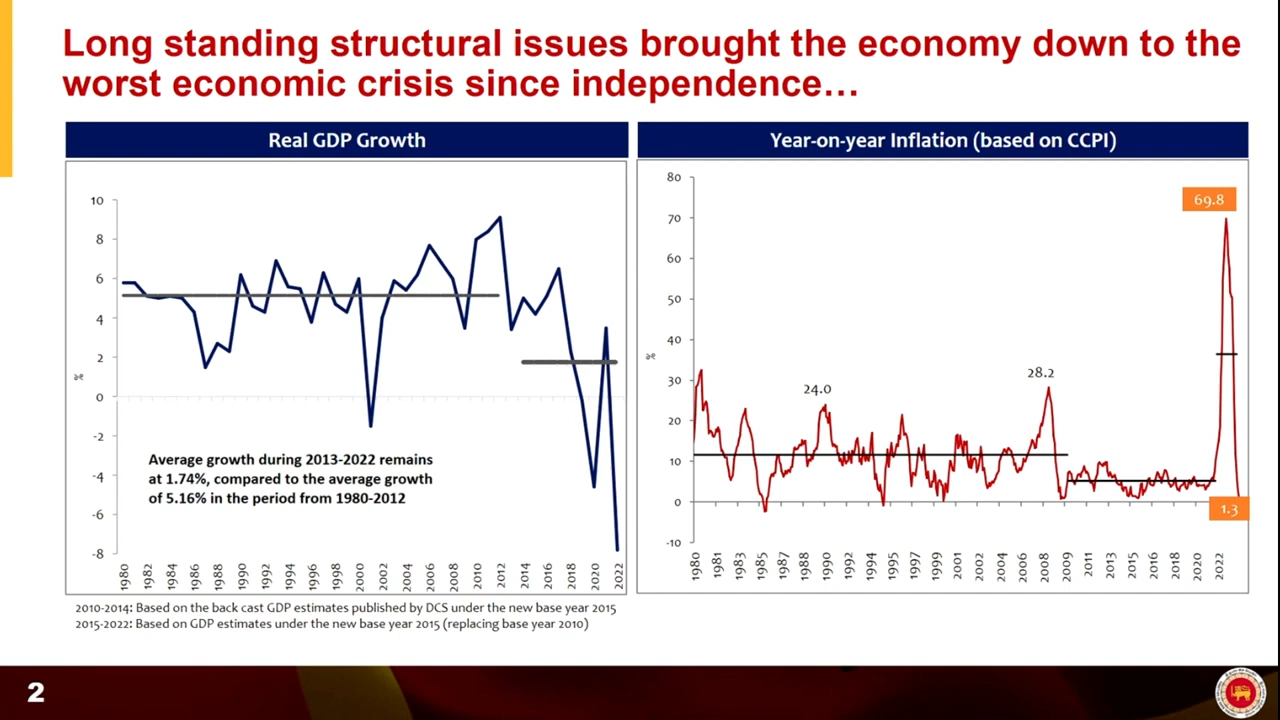 Long standing structural issues brought the economy down to the
worst economic crisis since independence…
Real GDP Growth
10
8
6
4
2
0
-2
-4
-6
-8
%
Average growth during 2013-2022 remains
at 1.74%, compared to the average growth
of 5.16% in the period from 1980-2012
1980 1982 1984 1986 1988 1990 1992 1994 1996 1998 2000 2002 2004 2006 2008 2010 2012 2014 2016 2018 2020 2022
2010-2014: Based on the back cast GDP estimates published by DCS under the new base year 2015
2015-2022: Based on GDP estimates under the new base year 2015 (replacing base year 2010)
Year-on-year Inflation (based on CCPI)
80
70
60
50
40
30
20
10
0
-10
%
69.8
28.2
24.0
1.3
1980 1981 1983 1985 1987 1988 1990 1992 1994 1995 1997 1999 2001 2002 2004 2006 2008 2009 2011 2013 2015 2016 2018 2020 2022
2